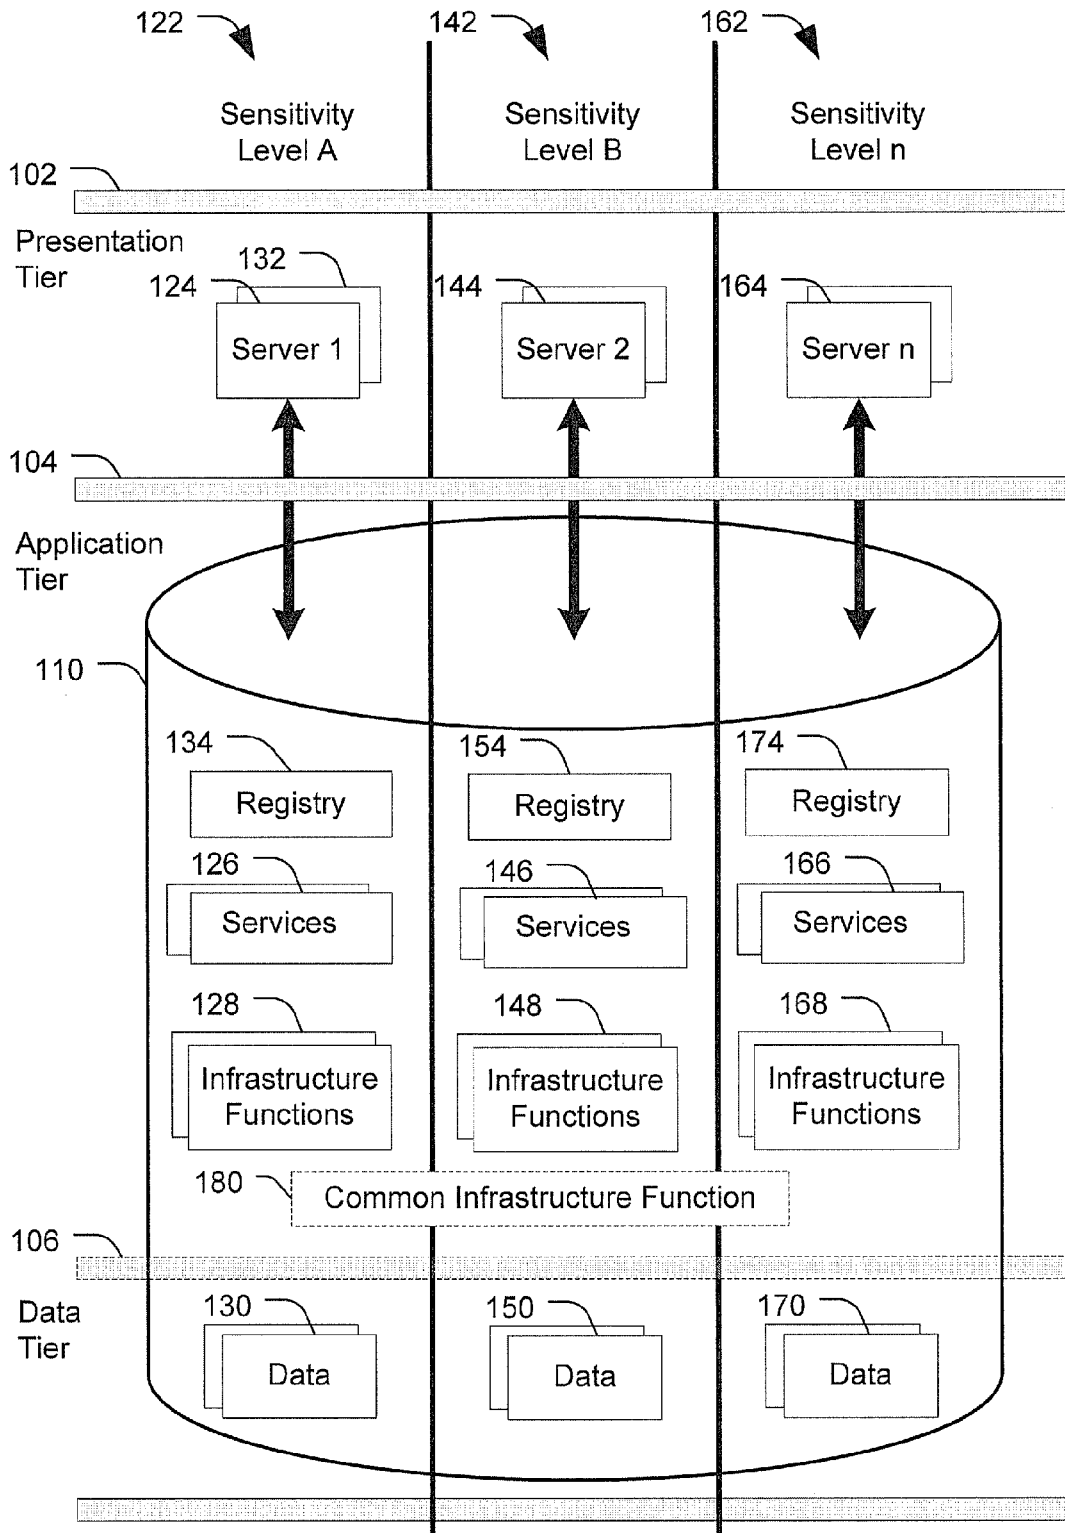 122
142
162
Sensitivity
Level A
Sensitivity
Level B
Sensitivity
Level n
102
Presentation
Tier
132
124
144
164
Server 1
Server 2
Server n
104
Application
Tier
110
134
154
174
Registry
Registry
Registry
126
146
166
Services
Services
Services
128
148
168
Infrastructure
Functions
Infrastructure
Functions
Infrastructure
Functions
180
Common Infrastructure Function
106
Data
Tier
130
150
170
Data
Data
Data